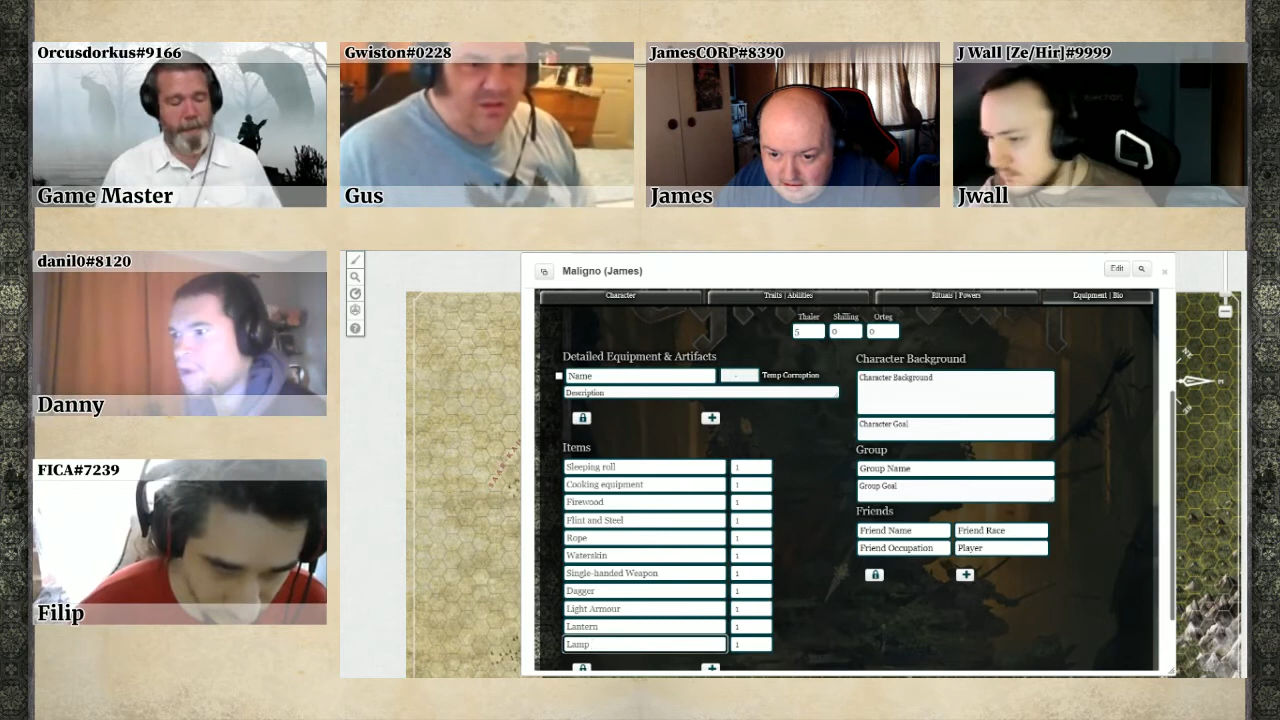 Orcusdorkus#9166
Gwiston#0228
JamesCORP#8390
J Wall [Ze/Hir]#9999
Game Master
Gus
James
Jwall
danil0#8120
Danny
FICA#7239
Filip
Maligno (James)
Edit
Character
Traits | Abilities
Rituals | Powers
Equipment | Bio
Thaler
Shilling
Orteg
5
0
0
Detailed Equipment & Artifacts
Name
-
Temp Corruption
Description
Items
Sleeping roll 1
Cooking equipment 1
Firewood 1
Flint and Steel 1
Rope 1
Waterskin 1
Single-handed Weapon 1
Dagger 1
Light Armour 1
Lantern 1
Lamp 1
Character Background
Character Background
Character Goal
Group
Group Name
Group Goal
Friends
Friend Name
Friend Race
Friend Occupation
Player